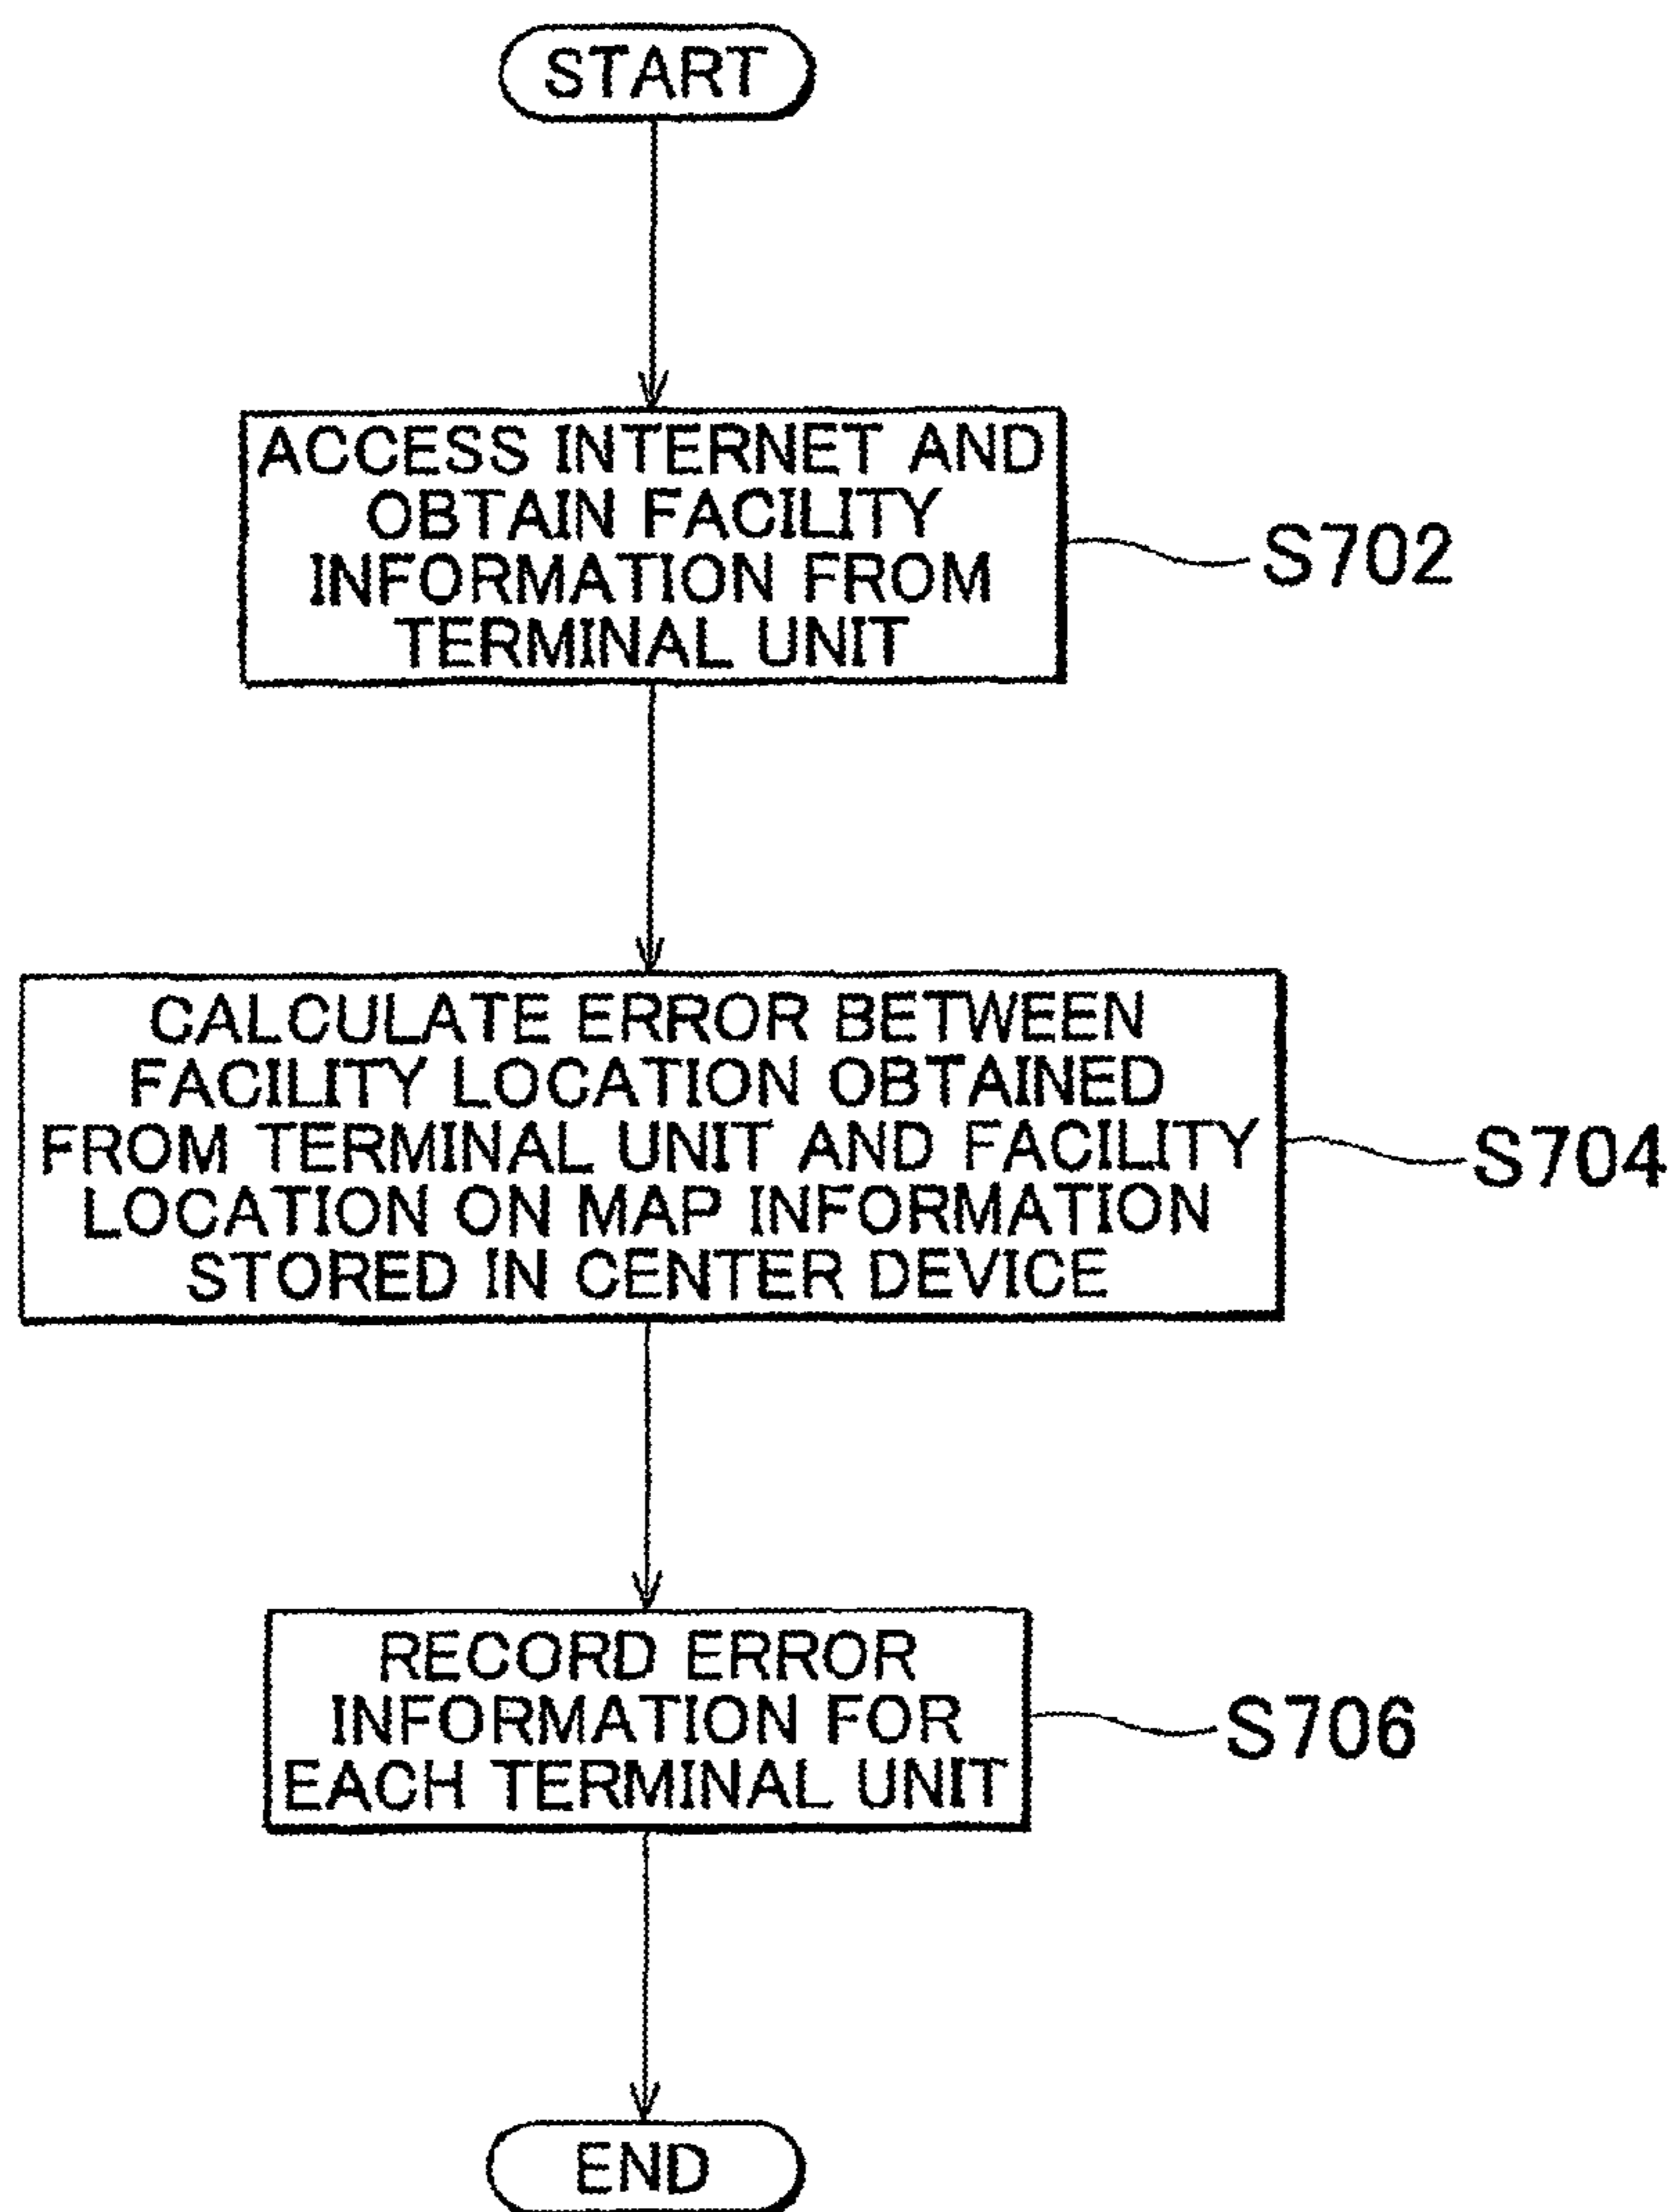 START
ACCESS INTERNET AND
OBTAIN FACILITY
INFORMATION FROM
TERMINAL UNIT
S702
CALCULATE ERROR BETWEEN
FACILITY LOCATION OBTAINED
FROM TERMINAL UNIT AND FACILITY
LOCATION ON MAP INFORMATION
STORED IN CENTER DEVICE
S704
RECORD ERROR
INFORMATION FOR
EACH TERMINAL UNIT
S706
END